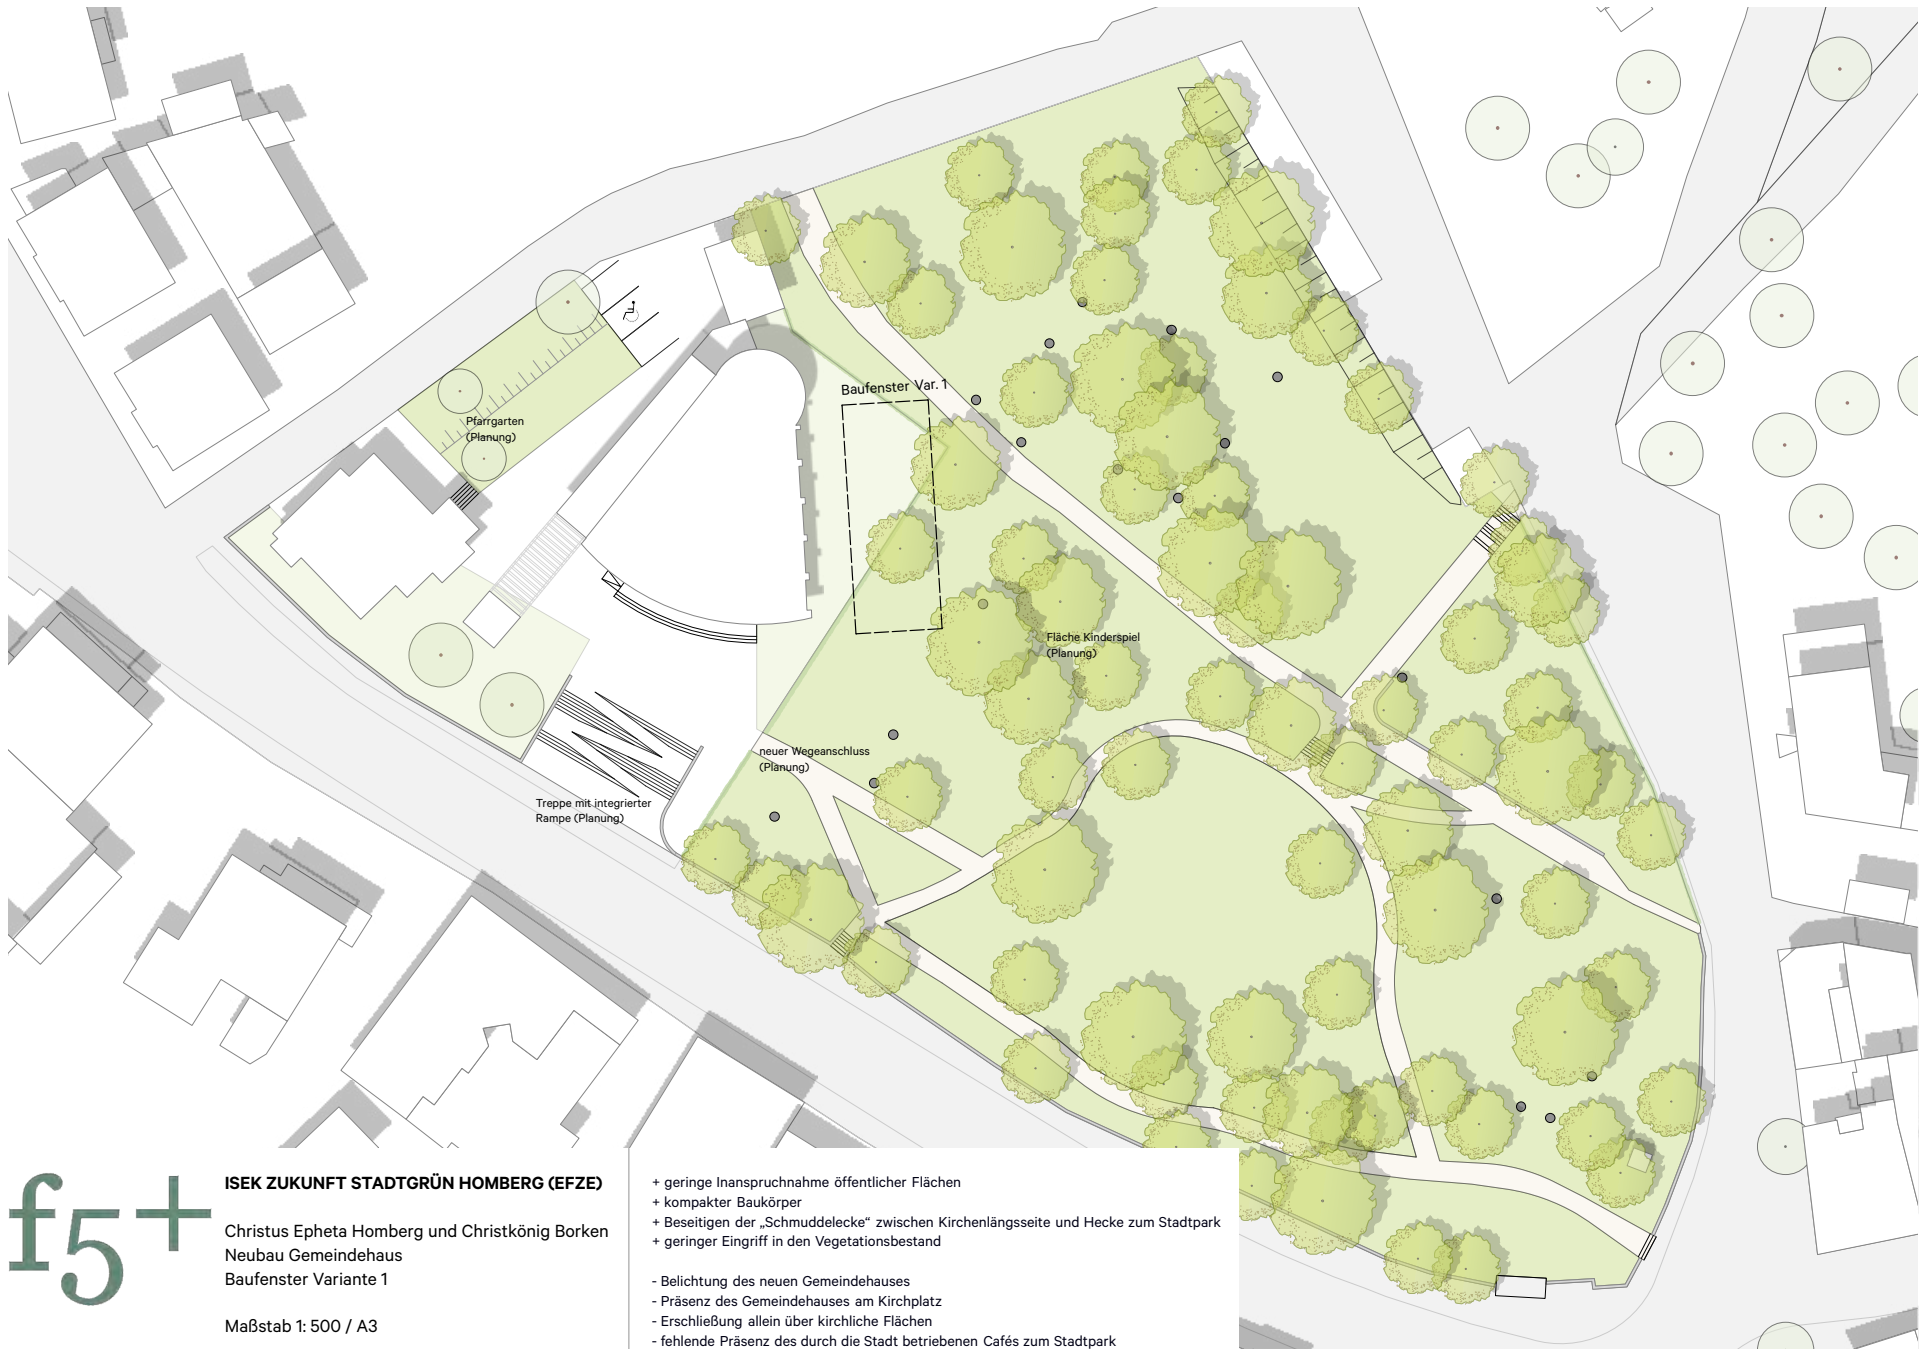 Baufenster Var. 1
Pfarrgarten
(Planung)
Fläche Kinderspiel
(Planung)
neuer Wegeanschluss
(Planung)
Treppe mit integrierter
Rampe (Planung)
f5+
ISEK ZUKUNFT STADTGRÜN HOMBERG (EFZE)
Christus Epheta Homberg und Christkönig Borken
Neubau Gemeindehaus
Baufenster Variante 1
Maßstab 1: 500 / A3
+ geringe Inanspruchnahme öffentlicher Flächen
+ kompakter Baukörper
+ Beseitigen der „Schmuddelecke“ zwischen Kirchenlängsseite und Hecke zum Stadtpark
+ geringer Eingriff in den Vegetationsbestand
- Belichtung des neuen Gemeindehauses
- Präsenz des Gemeindehauses am Kirchplatz
- Erschließung allein über kirchliche Flächen
- fehlende Präsenz des durch die Stadt betriebenen Cafés zum Stadtpark